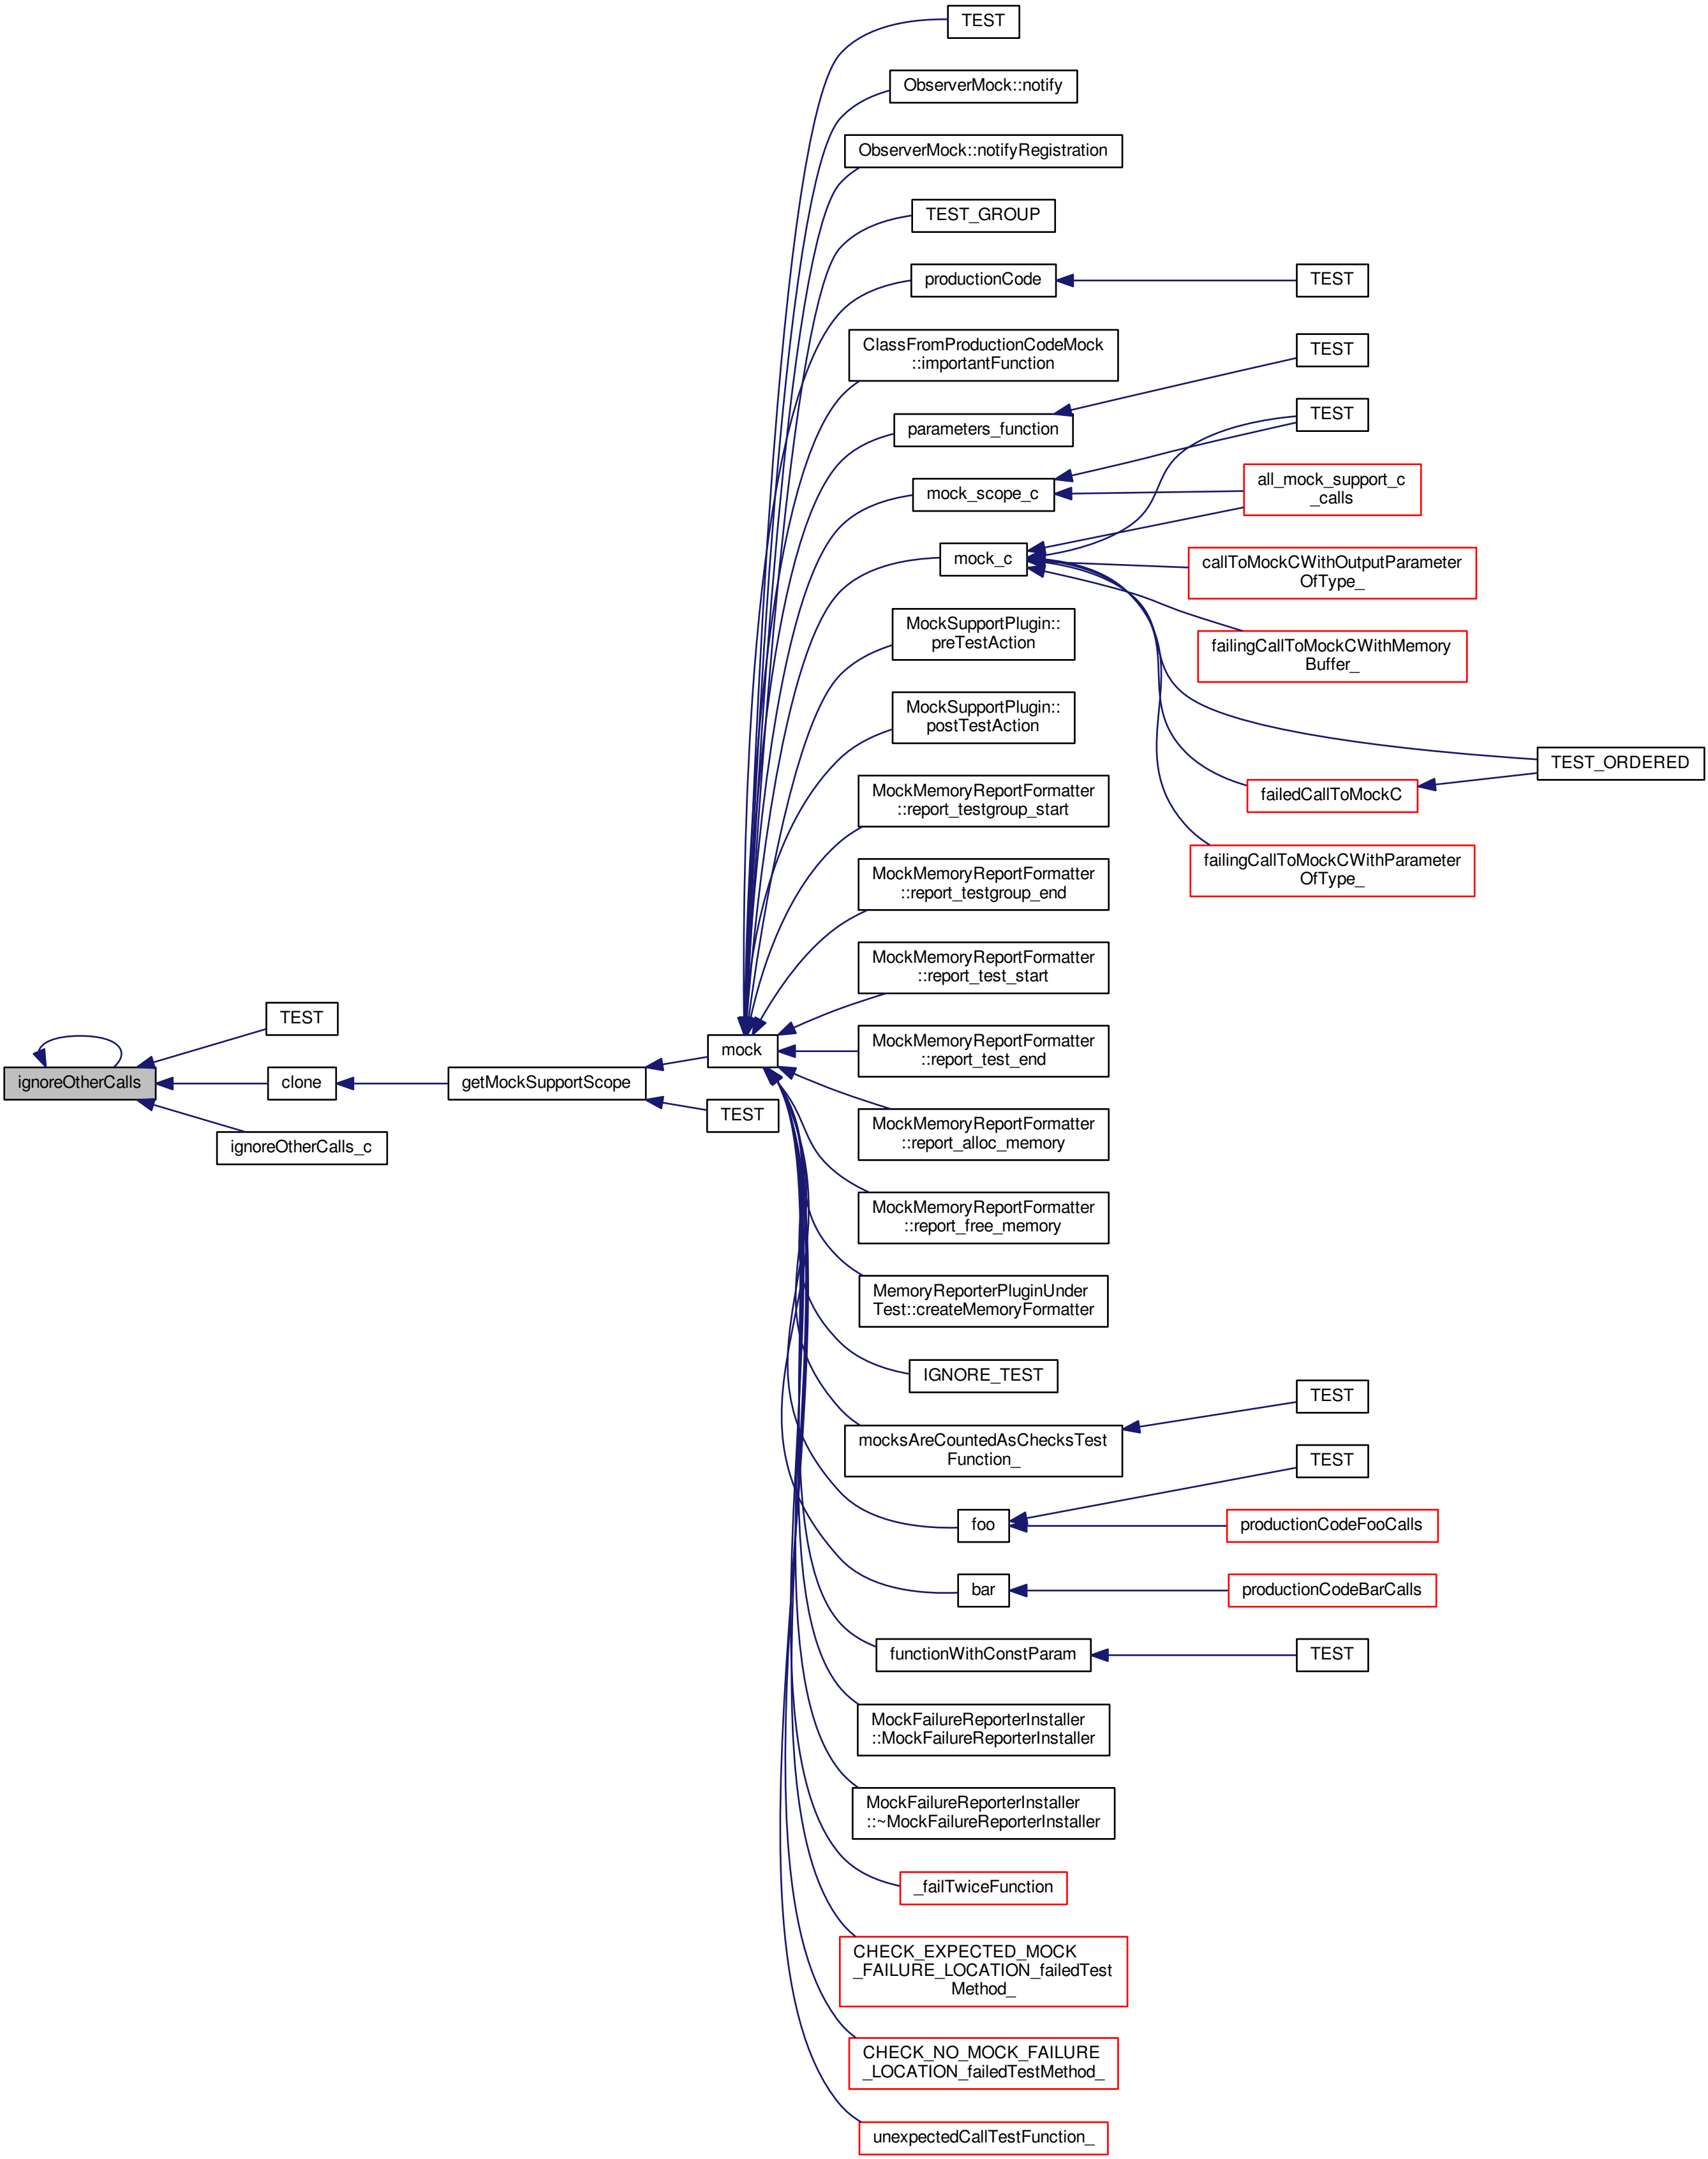 TEST
ObserverMock::notify
ObserverMock::notifyRegistration
TEST_GROUP
productionCode
TEST
ClassFromProductionCodeMock
::importantFunction
TEST
parameters_function
TEST
mock_scope_c
all_mock_support_c
_calls
mock_c
callToMockCWithOutputParameter
OfType_
MockSupportPlugin::
preTestAction
failingCallToMockCWithMemory
Buffer_
MockSupportPlugin::
postTestAction
TEST_ORDERED
MockMemoryReportFormatter
::report_testgroup_start
failedCallToMockC
MockMemoryReportFormatter
::report_testgroup_end
failingCallToMockCWithParameter
OfType_
MockMemoryReportFormatter
::report_test_start
TEST
mock
MockMemoryReportFormatter
::report_test_end
ignoreOtherCalls
clone
getMockSupportScope
TEST
MockMemoryReportFormatter
::report_alloc_memory
ignoreOtherCalls_c
MockMemoryReportFormatter
::report_free_memory
MemoryReporterPluginUnder
Test::createMemoryFormatter
IGNORE_TEST
TEST
mocksAreCountedAsChecksTest
Function_
TEST
foo
productionCodeFooCalls
bar
productionCodeBarCalls
functionWithConstParam
TEST
MockFailureReporterInstaller
::MockFailureReporterInstaller
MockFailureReporterInstaller
::~MockFailureReporterInstaller
_failTwiceFunction
CHECK_EXPECTED_MOCK
_FAILURE_LOCATION_failedTest
Method_
CHECK_NO_MOCK_FAILURE
_LOCATION_failedTestMethod_
unexpectedCallTestFunction_